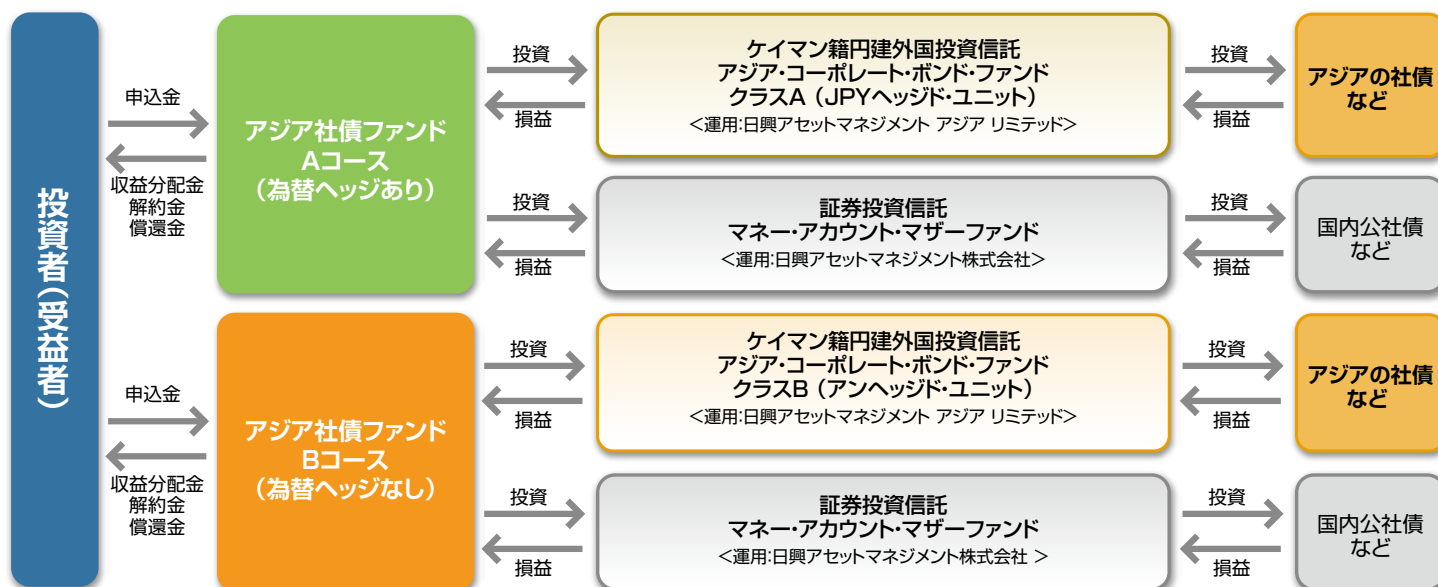 投資者（受益者）
申込金
収益分配金
解約金
償還金
アジア社債ファンド
Aコース
（為替ヘッジあり）
投資
損益
ケイマン籍円建外国投資信託
アジア・コーポレート・ボンド・ファンド
クラスA （JPYヘッジド・ユニット）
<運用:日興アセットマネジメント アジア リミテッド>
投資
損益
アジアの社債
など
投資
損益
証券投資信託
マネー・アカウント・マザーファンド
<運用:日興アセットマネジメント株式会社>
投資
損益
国内公社債
など
申込金
収益分配金
解約金
償還金
アジア社債ファンド
Bコース
（為替ヘッジなし）
投資
損益
ケイマン籍円建外国投資信託
アジア・コーポレート・ボンド・ファンド
クラスB （アンヘッジド・ユニット）
<運用:日興アセットマネジメント アジア リミテッド>
投資
損益
アジアの社債
など
投資
損益
証券投資信託
マネー・アカウント・マザーファンド
<運用:日興アセットマネジメント株式会社 >
投資
損益
国内公社債
など